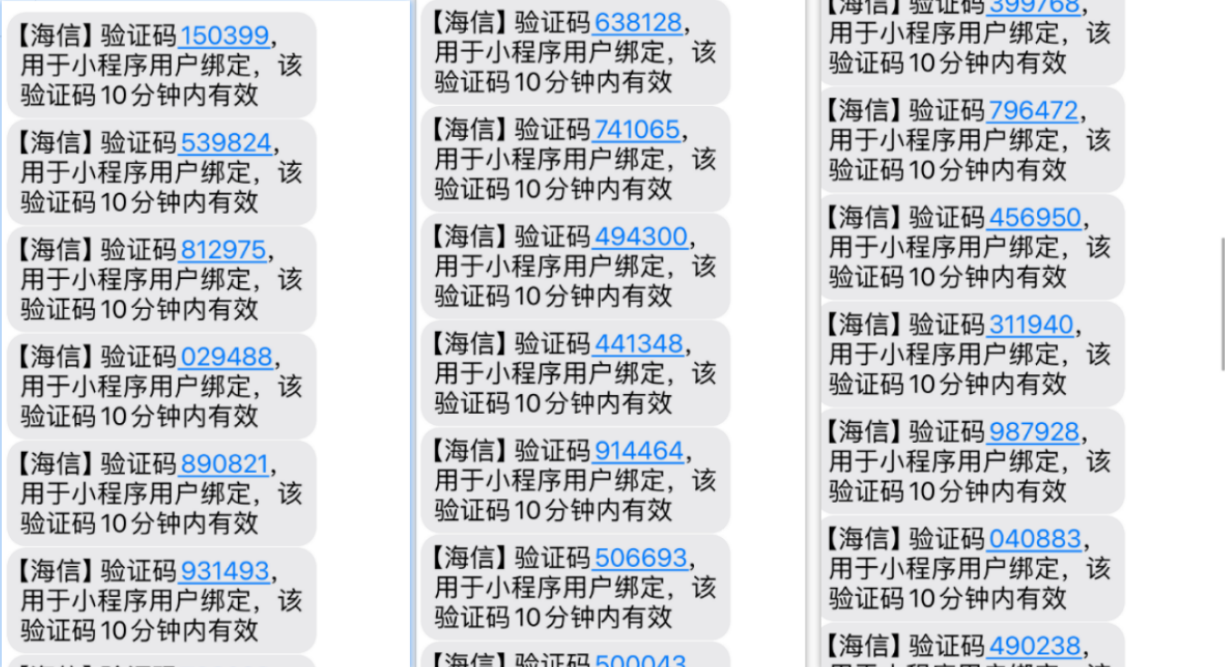 【海信】验证码150399,
用于小程序用户绑定，该
验证码10分钟内有效
【海信】验证码539824,
用于小程序用户绑定，该
验证码10分钟内有效
【海信】验证码812975,
用于小程序用户绑定，该
验证码10分钟内有效
【海信】验证码029488,
用于小程序用户绑定，该
验证码10分钟内有效
【海信】验证码890821,
用于小程序用户绑定，该
验证码10分钟内有效
【海信】验证码931493,
用于小程序用户绑定，该
验证码10分钟内有效
【海信】验证码638128,
用于小程序用户绑定，该
验证码10分钟内有效
【海信】验证码741065,
用于小程序用户绑定，该
验证码10分钟内有效
【海信】验证码494300,
用于小程序用户绑定，该
验证码10分钟内有效
【海信】验证码441348,
用于小程序用户绑定，该
验证码10分钟内有效
【海信】验证码914464,
用于小程序用户绑定，该
验证码10分钟内有效
【海信】验证码506693,
用于小程序用户绑定，该
验证码10分钟内有效
【海信】验证码500043,
【海信】验证码399768,
用于小程序用户绑定，该
验证码10分钟内有效
【海信】验证码796472,
用于小程序用户绑定，该
验证码10分钟内有效
【海信】验证码456950,
用于小程序用户绑定，该
验证码10分钟内有效
【海信】验证码311940,
用于小程序用户绑定，该
验证码10分钟内有效
【海信】验证码987928,
用于小程序用户绑定，该
验证码10分钟内有效
【海信】验证码040883,
用于小程序用户绑定，该
验证码10分钟内有效
【海信】验证码490238,